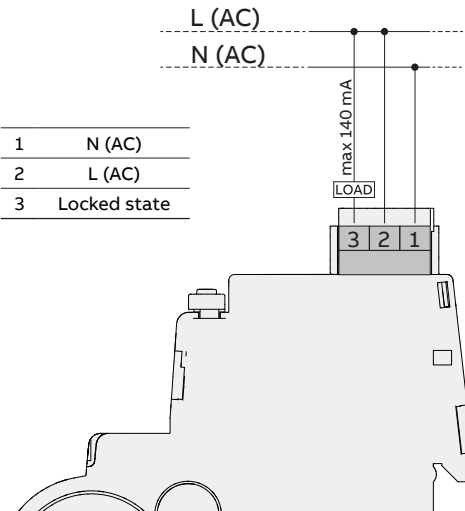 L (AC)
N (AC)
max 140 mA
1 N (AC)
2 L (AC)
3 Locked state
LOAD
3 2 1